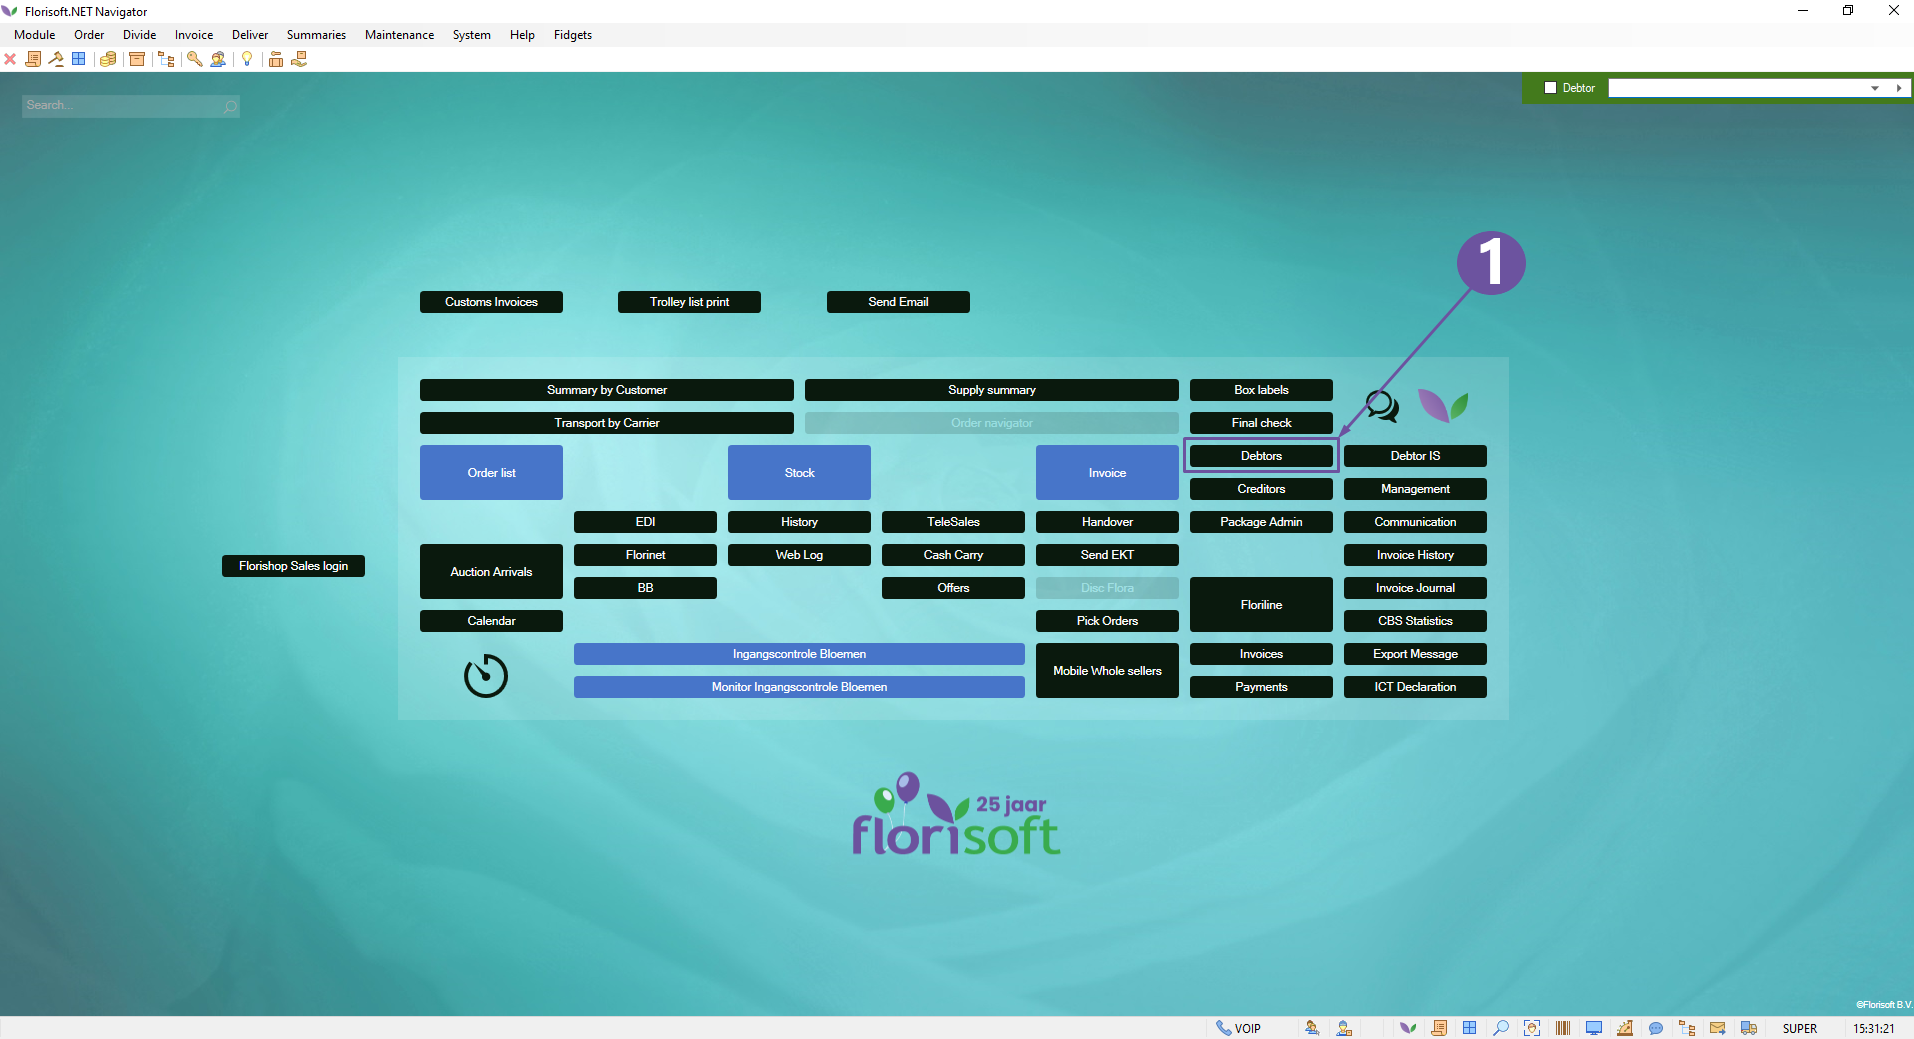 Florisoft.NET Navigator
Module Order Divide Invoice Deliver Summaries Maintenance System Help Fidgets
Search...
Debtor
1
Customs Invoices Trolley list print Send Email
Summary by Customer Supply summary Box labels
Transport by Carrier Order navigator Final check
Order list Stock Invoice Debtors Debtor IS
Creditors Management
EDI History TeleSales Handover Package Admin Communication
Florishop Sales login Auction Arrivals Florinet Web Log Cash Carry Send EKT Invoice History
BB Offers Disc Flora Floriline Invoice Journal
Calendar Pick Orders CBS Statistics
Ingangscontrole Bloemen Mobile Whole sellers Invoices Export Message
Monitor Ingangscontrole Bloemen Payments ICT Declaration
25 jaar
florisoft
©Florisoft B.V.
VOIP SUPER 15:31:21